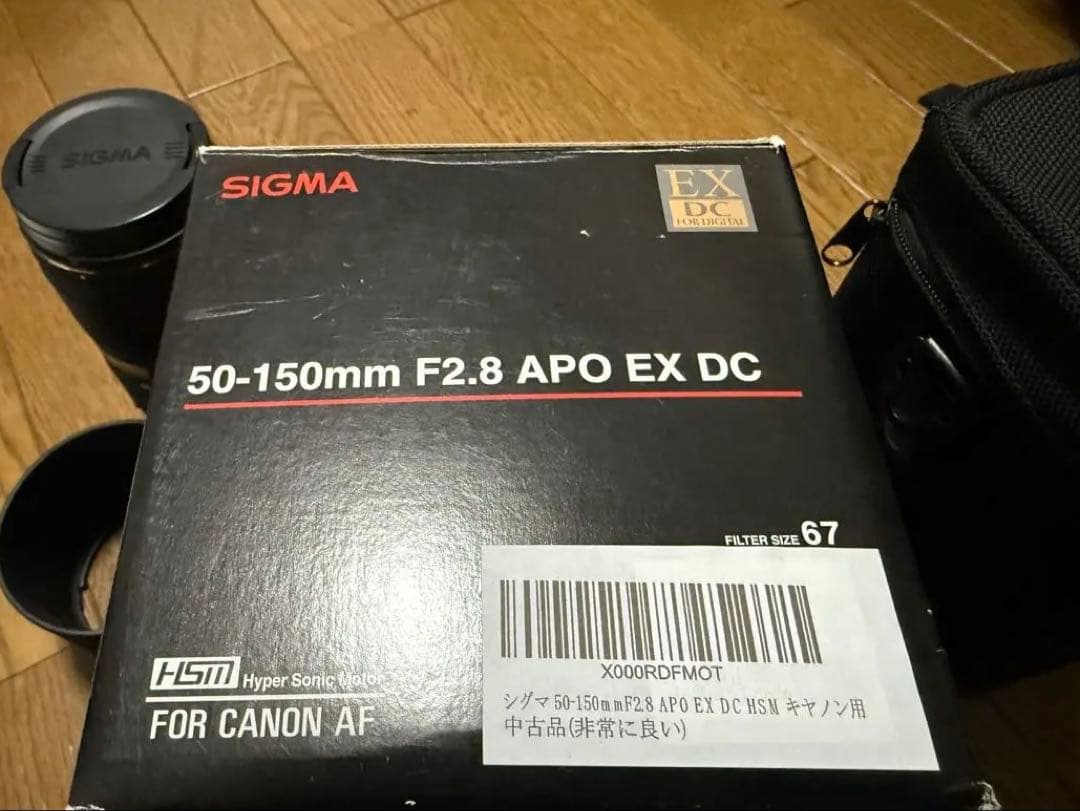 SIGMA
SIGMA
EX
DC
FOR DIGITAL
50-150mm F2.8 APO EX DC
FILTER SIZE 67
HSM Hyper Sonic Motor
FOR CANON AF
X000RDFMOT
シグマ 50-150mmF2.8 APO EX DC HSM キヤノン用
中古品(非常に良い)